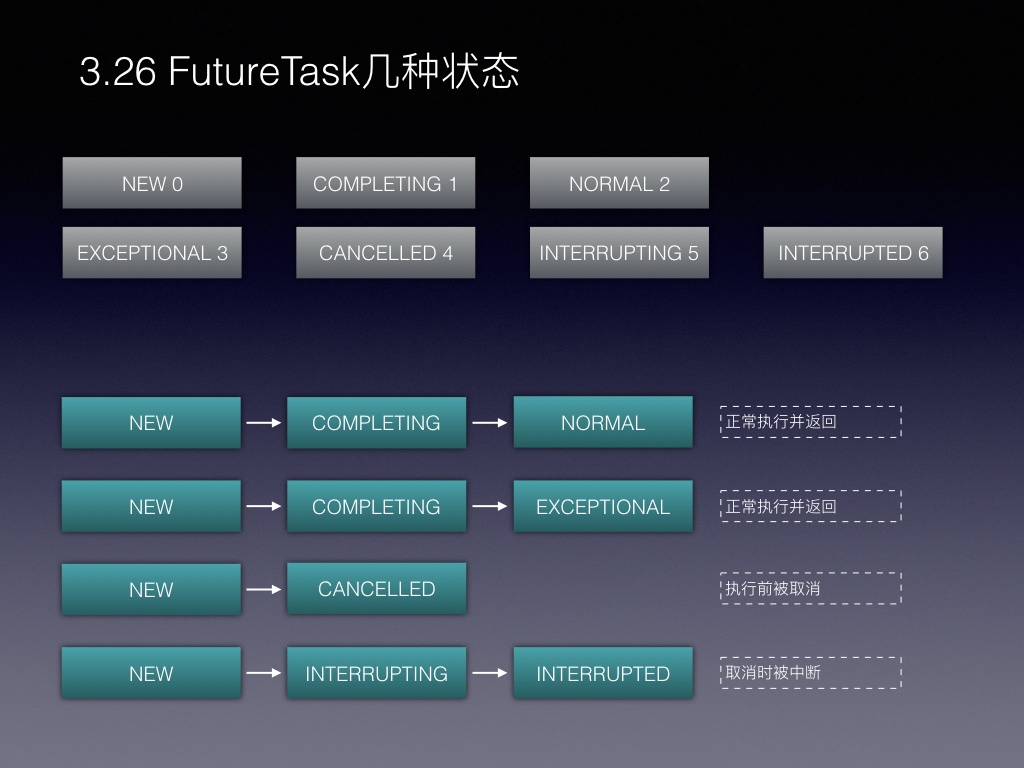 3.26 FutureTask几种状态
NEW 0
COMPLETING 1
NORMAL 2
EXCEPTIONAL 3
CANCELLED 4
INTERRUPTING 5
INTERRUPTED 6
NEW
COMPLETING
NORMAL
正常执行并返回
NEW
COMPLETING
EXCEPTIONAL
正常执行并返回
NEW
CANCELLED
执行前被取消
NEW
INTERRUPTING
INTERRUPTED
取消时被中断